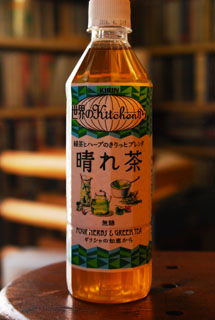 KIRIN
世界のKitchenから
緑茶とハーブのきりっとブレンド
晴れ茶
無糖
FOUR HERBS & GREEN TEA
ギリシャの知恵から